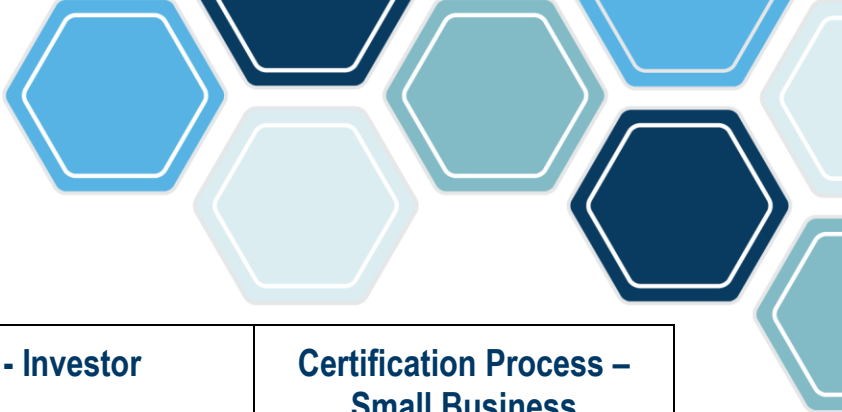 - Investor
Certification Process –
Small Business